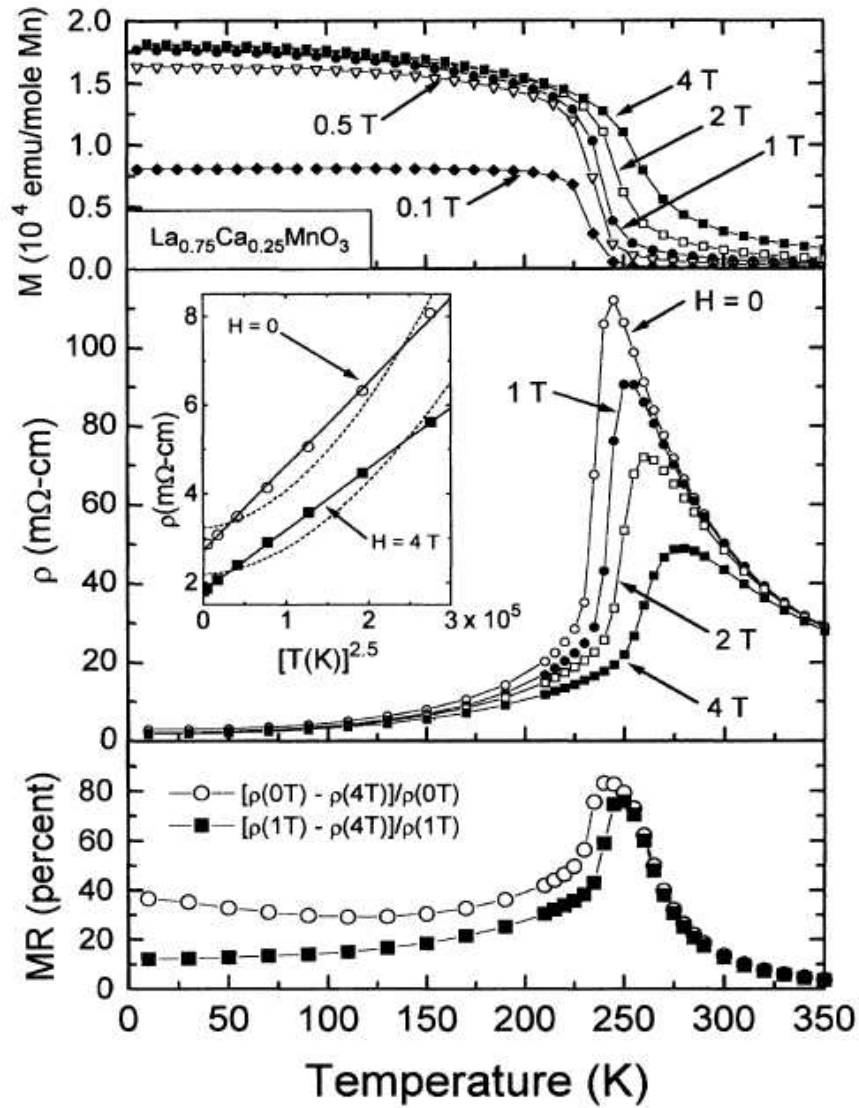 2.0
1.5
1.0
0.5
0.0
M (10⁴ emu/mole Mn)
4 T
2 T
1 T
0.5 T
0.1 T
La₀.₇₅Ca₀.₂₅MnO₃
100
80
60
40
20
0
ρ (mΩ-cm)
H = 0
1 T
2 T
4 T
8
6
4
2
ρ(mΩ-cm)
H = 0
H = 4 T
0 1 2 3 x 10⁵
[T(K)]²·⁵
80
60
40
20
0
MR (percent)
[ρ(0T) - ρ(4T)]/ρ(0T)
[ρ(1T) - ρ(4T)]/ρ(1T)
0 50 100 150 200 250 300 350
Temperature (K)